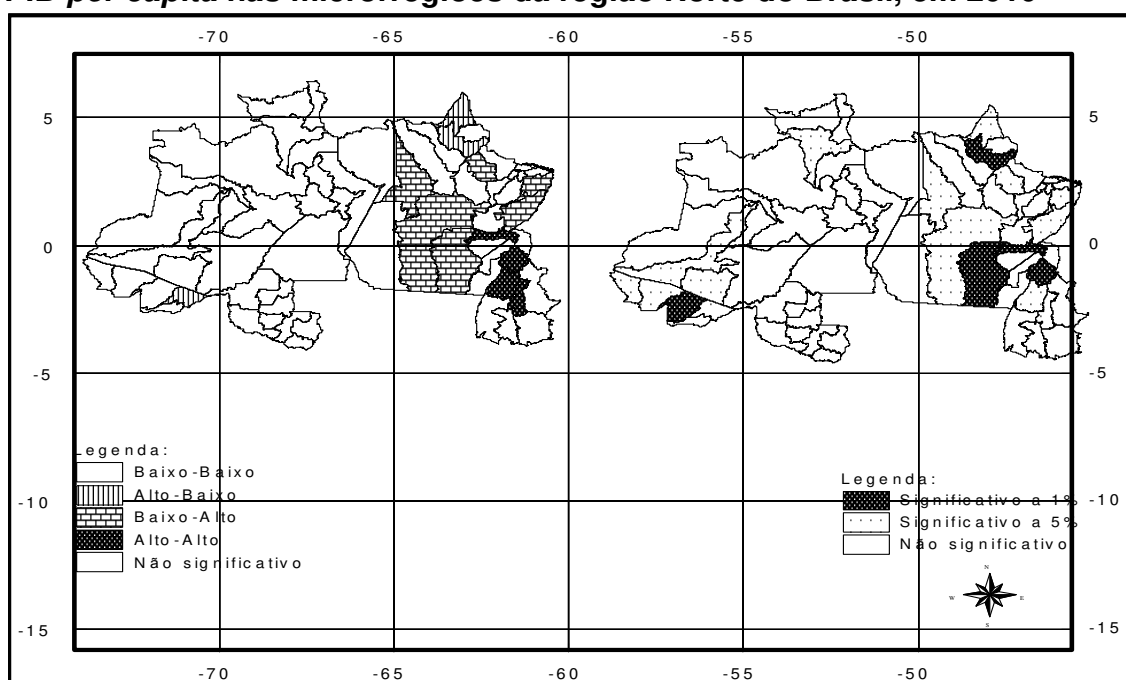 PIB per capita nas microrregiões da região Norte do Brasil, em 2010
-70 -65 -60 -55 -50
5 5
0 0
-5 -5
-10 -10
-15 -15
Legenda:
Baixo-Baixo
Alto-Baixo
Baixo-Alto
Alto-Alto
Não significativo
Legenda:
Significativo a 1%
Significativo a 5%
Não significativo
N
W E
S
-70 -65 -60 -55 -50